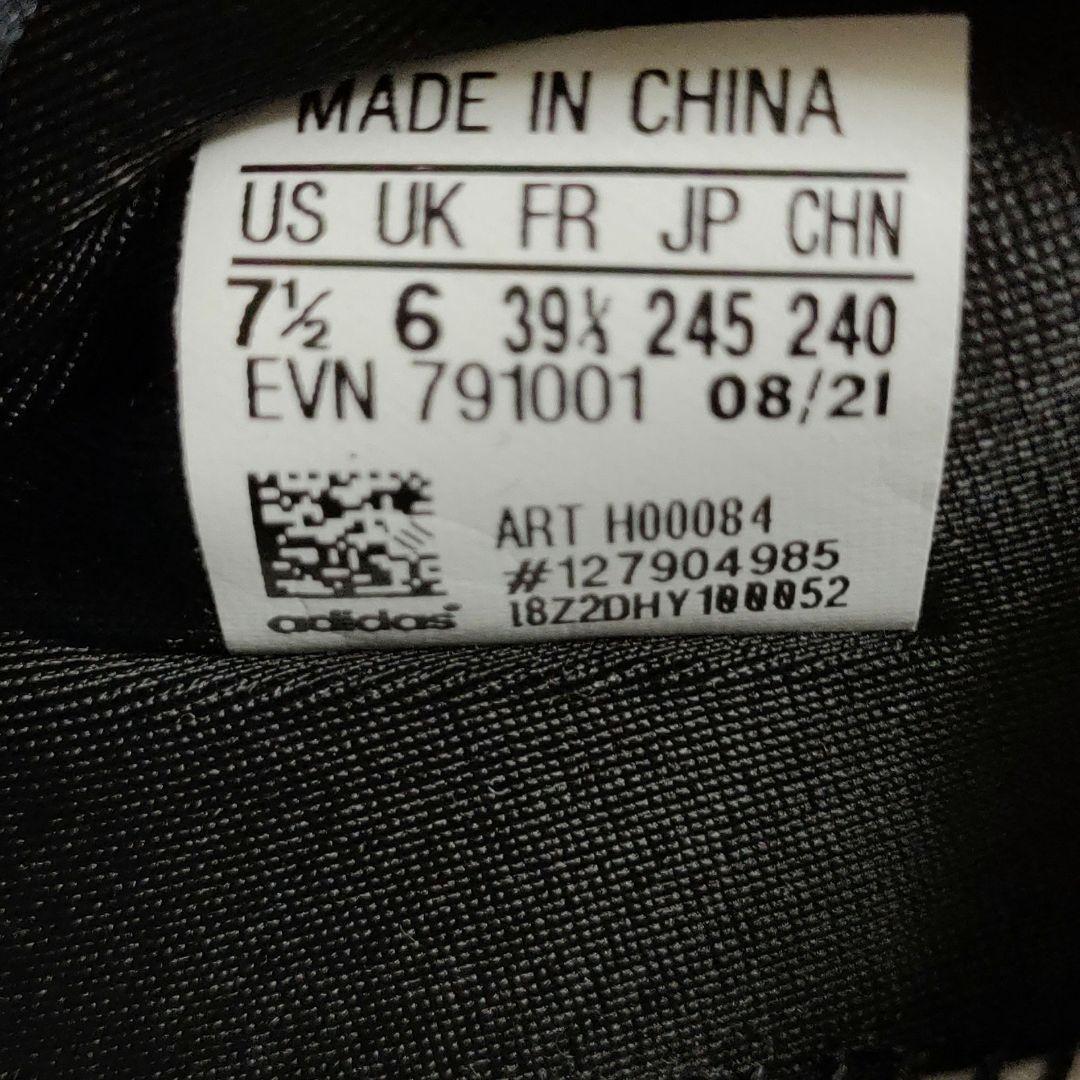 MADE IN CHINA
US UK FR JP CHN
7½ 6 39⅓ 245 240
EVN 791001 08/21
ART H00084
#127904985
18Z2DHY100052
adidas